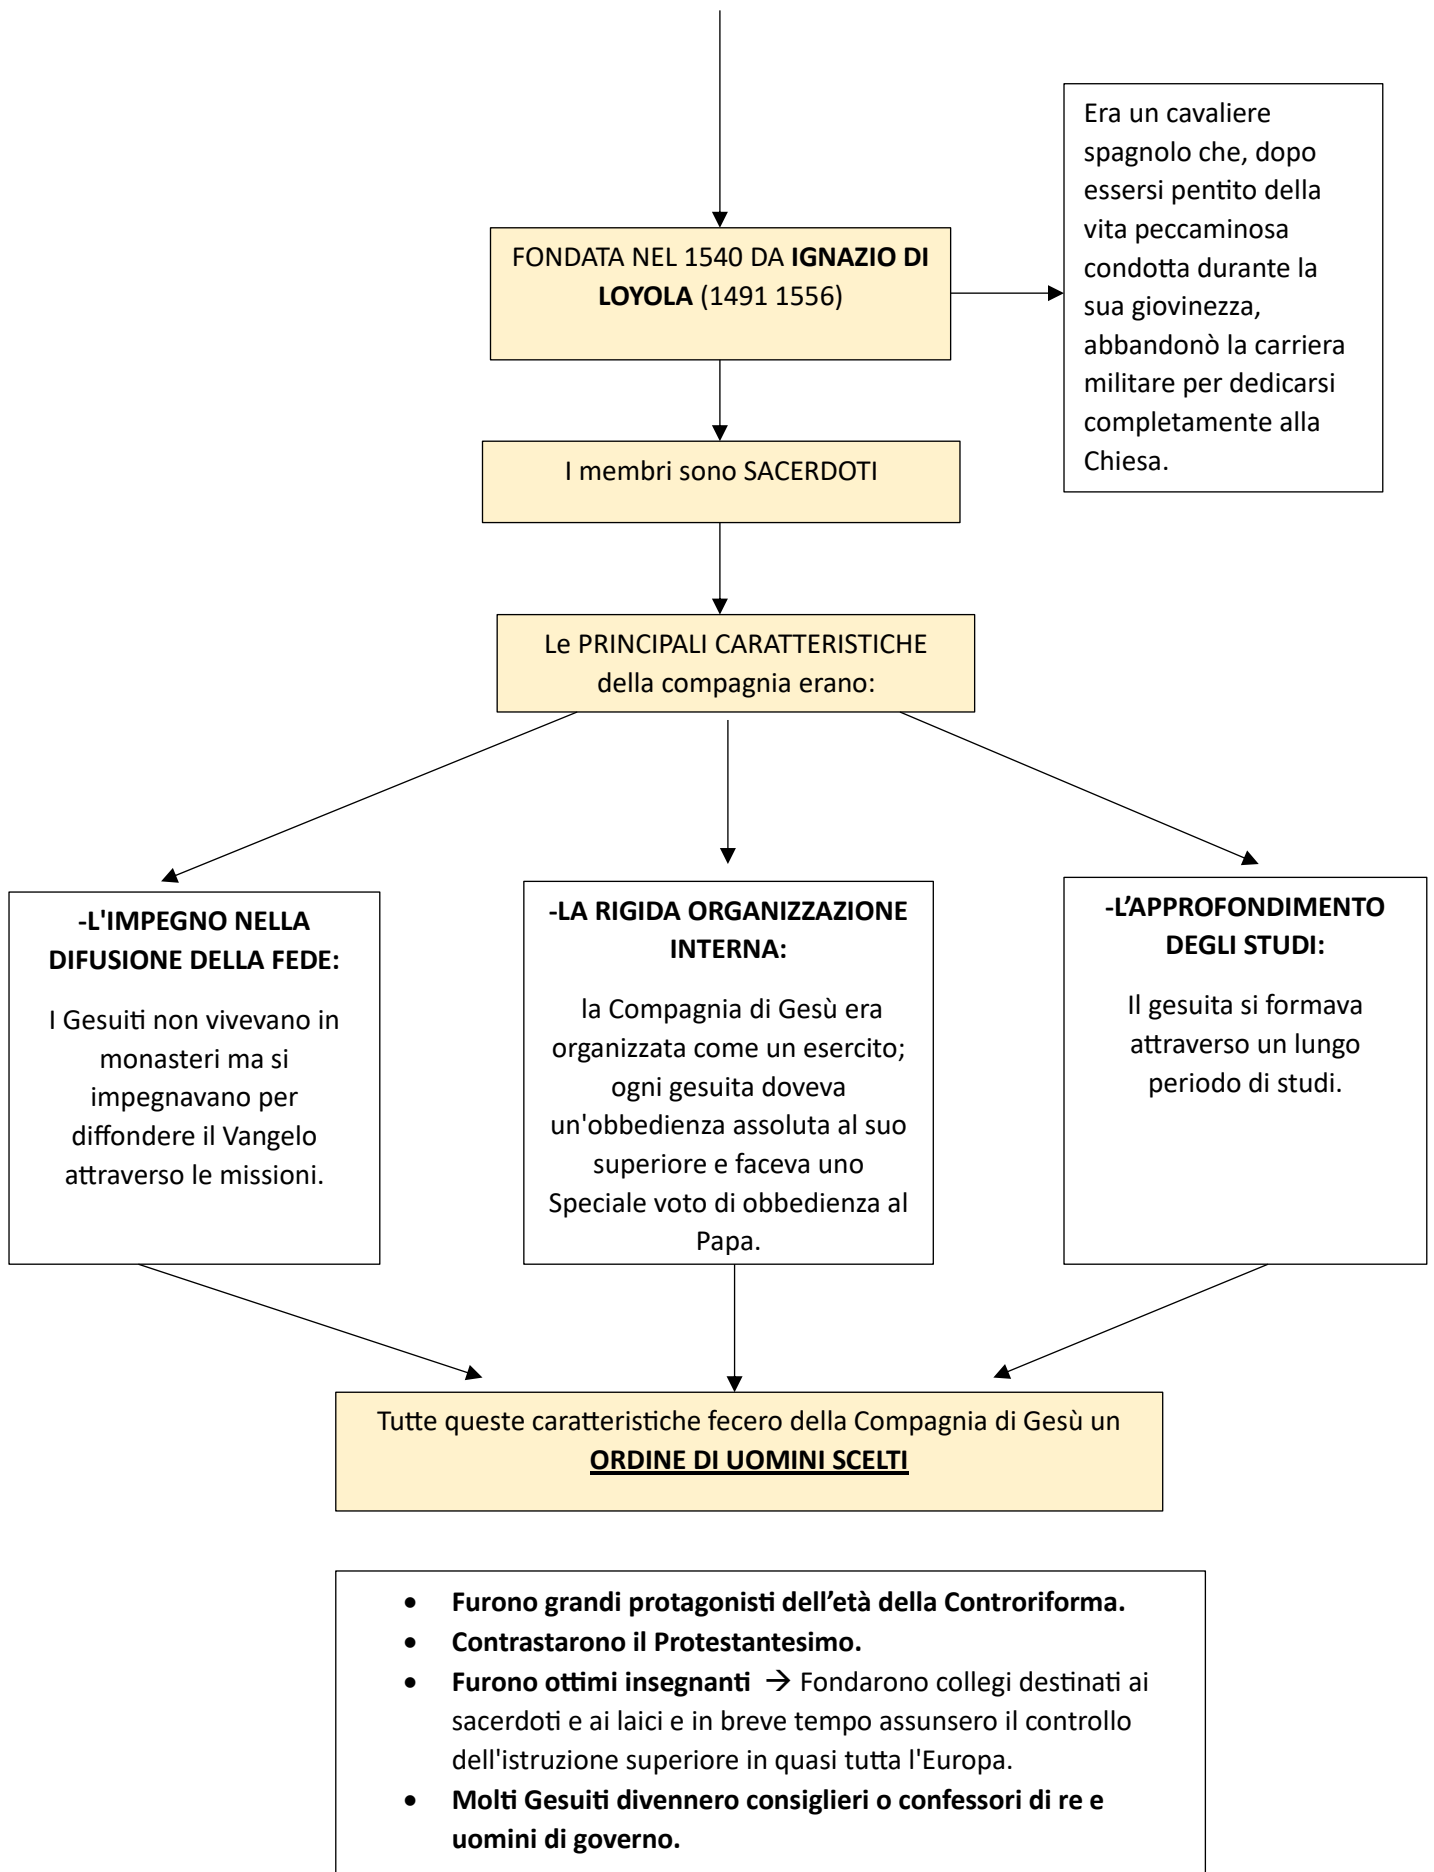 FONDATA NEL 1540 DA IGNAZIO DI
LOYOLA (1491 1556)
Era un cavaliere
spagnolo che, dopo
essersi pentito della
vita peccaminosa
condotta durante la
sua giovinezza,
abbandonò la carriera
militare per dedicarsi
completamente alla
Chiesa.
I membri sono SACERDOTI
Le PRINCIPALI CARATTERISTICHE
della compagnia erano:
-L'IMPEGNO NELLA
DIFUSIONE DELLA FEDE:
I Gesuiti non vivevano in
monasteri ma si
impegnavano per
diffondere il Vangelo
attraverso le missioni.
-LA RIGIDA ORGANIZZAZIONE
INTERNA:
la Compagnia di Gesù era
organizzata come un esercito;
ogni gesuita doveva
un'obbedienza assoluta al suo
superiore e faceva uno
Speciale voto di obbedienza al
Papa.
-L’APPROFONDIMENTO
DEGLI STUDI:
Il gesuita si formava
attraverso un lungo
periodo di studi.
Tutte queste caratteristiche fecero della Compagnia di Gesù un
ORDINE DI UOMINI SCELTI
• Furono grandi protagonisti dell’età della Controriforma.
• Contrastarono il Protestantesimo.
• Furono ottimi insegnanti → Fondarono collegi destinati ai
sacerdoti e ai laici e in breve tempo assunsero il controllo
dell'istruzione superiore in quasi tutta l'Europa.
• Molti Gesuiti divennero consiglieri o confessori di re e
uomini di governo.